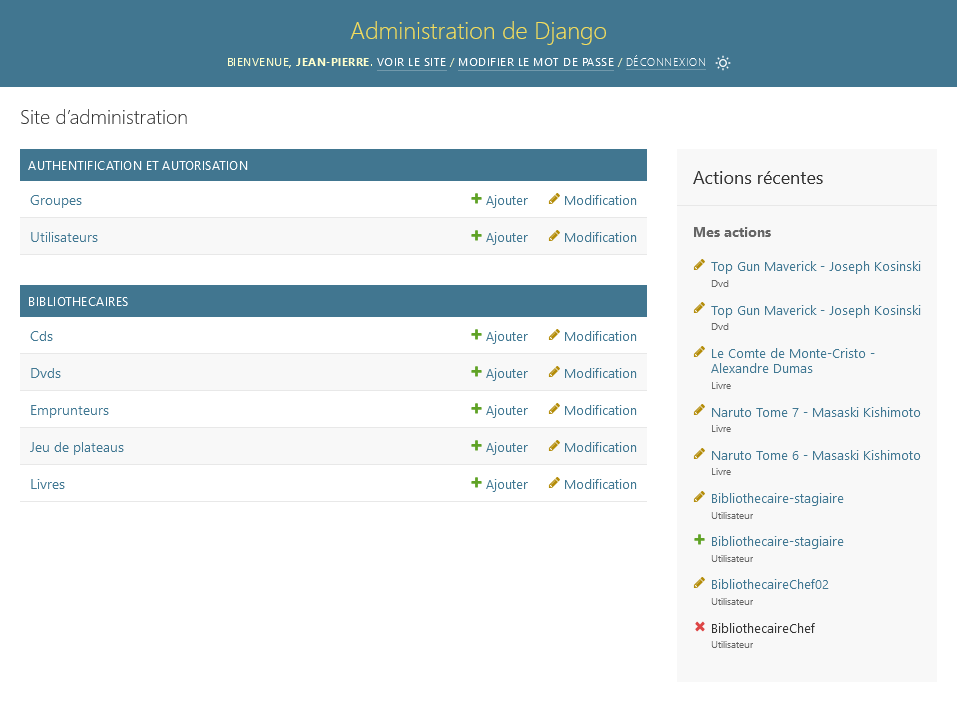 Administration de Django
BIENVENUE, JEAN-PIERRE. VOIR LE SITE / MODIFIER LE MOT DE PASSE / DÉCONNEXION
Site d’administration
AUTHENTIFICATION ET AUTORISATION
Groupes Ajouter Modification
Utilisateurs Ajouter Modification
BIBLIOTHECAIRES
Cds Ajouter Modification
Dvds Ajouter Modification
Emprunteurs Ajouter Modification
Jeu de plateaus Ajouter Modification
Livres Ajouter Modification
Actions récentes
Mes actions
Top Gun Maverick - Joseph Kosinski
Dvd
Top Gun Maverick - Joseph Kosinski
Dvd
Le Comte de Monte-Cristo -
Alexandre Dumas
Livre
Naruto Tome 7 - Masaski Kishimoto
Livre
Naruto Tome 6 - Masaski Kishimoto
Livre
Bibliothecaire-stagiaire
Utilisateur
Bibliothecaire-stagiaire
Utilisateur
BibliothecaireChef02
Utilisateur
BibliothecaireChef
Utilisateur